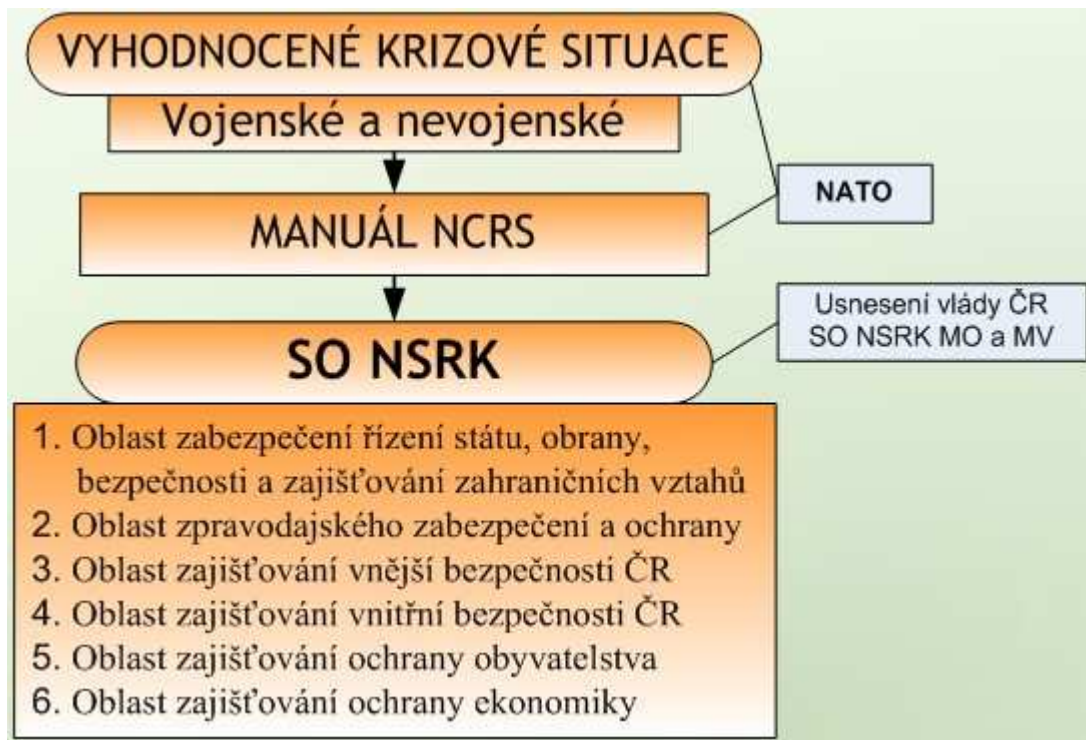 VYHODNOCENÉ KRIZOVÉ SITUACE
Vojenské a nevojenské
NATO
MANUÁL NCRS
Usnesení vlády ČR
SO NSRK MO a MV
SO NSRK
1. Oblast zabezpečení řízení státu, obrany,
bezpečnosti a zajišťování zahraničních vztahů
2. Oblast zpravodajského zabezpečení a ochrany
3. Oblast zajišťování vnější bezpečnosti ČR
4. Oblast zajišťování vnitřní bezpečnosti ČR
5. Oblast zajišťování ochrany obyvatelstva
6. Oblast zajišťování ochrany ekonomiky